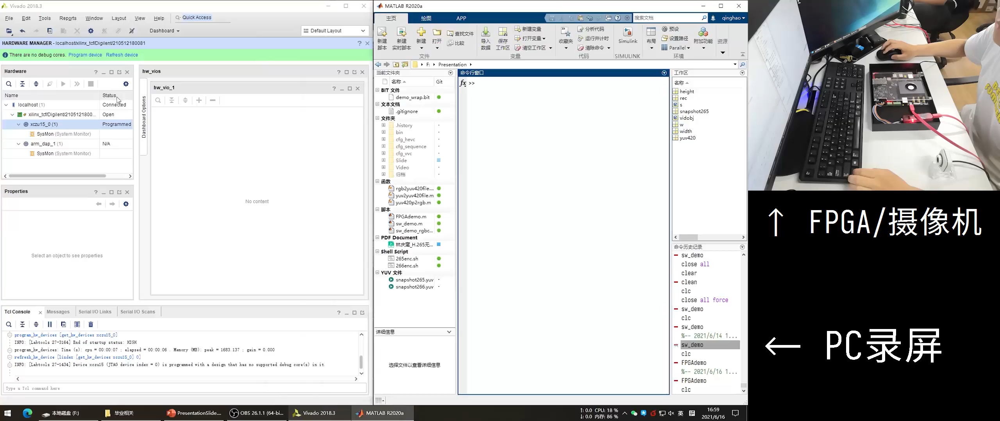 Vivado 2018.3
File Edit Tools Reports Window Layout View Help Quick Access
Dashboard Default Layout
HARDWARE MANAGER - localhost/xilinx_tcf/Digilent/210512180081
There are no debug cores. Program device Refresh device
Hardware
Name Status
localhost (1) Connected
xilinx_tcf/Digilent/2105121800... Open
xczu15_0 (1) Programmed
SysMon (System Monitor)
arm_dap_1 (1) N/A
SysMon (System Monitor)
Properties
Select an object to see properties
hw_vios
hw_vio_1
Dashboard Options
No content
Tcl Console Messages Serial I/O Links Serial I/O Scans
program_hw_devices [get_hw_devices xczu15_0]
INFO: [Labtools 27-3164] End of startup status: HIGH
program_hw_devices: Time (s): cpu = 00:00:07 ; elapsed = 00:00:06 . Memory (MB): peak = 1683.137 ; gain = 0.000
refresh_hw_device [lindex [get_hw_devices xczu15_0] 0]
INFO: [Labtools 27-1434] Device xczu15 (JTAG device index = 0) is programmed with a design that has no supported debug core(s) in it.
Type a Tcl command here
MATLAB R2020a
主页 绘图 APP 搜索文档 qinghao
新建脚本
新建实时脚本
新建
打开
查找文件
比较
文件
导入数据
保存工作区
新建变量
打开变量
清空工作区
变量
收藏夹
分析代码
运行并计时
清除命令
代码
Simulink
SIMULINK
布局
预设
设置路径
Parallel
附加功能
环境
资源
F: Presentation
当前文件夹
名称 Git
BIT 文件
demo_wrap.bit
文本文档
.gitignore
文件夹
.history
bin
cfg_hevc
cfg_sequence
cfg_vvc
Slide
Video
归档
函数
rgb2yuv420file....
yuv2yuv420file.m
yuv420p2rgb.m
脚本
FPGAdemo.m
sw_demo.m
sw_demo_rgbc...
PDF Document
H.265无...
Shell Script
265enc.sh
266enc.sh
YUV 文件
snapshot265.yuv
snapshot266.yuv
详细信息
选择文件以查看详细信息
命令行窗口
fx >>
工作区
名称
height
rec
s
snapshot265
vidobj
w
width
yuv420
命令历史记录
sw_demo
close all
clear
clean
clc
close all force
sw_demo
clc
sw_demo
%-- 2021/6/14 1...
sw_demo
clc
FPGAdemo
%-- 2021/6/16 1...
FPGAdemo
clc
↑ FPGA/摄像机
← PC录屏
本地磁盘 (F:) 毕业相关 PresentationSlide.... OBS 26.1.1 (64-bi... Vivado 2018.3 MATLAB R2020a
↑: 0.0 CPU: 18 %
↓: 0.0 内存: 86 %
英 拼
16:59
2021/6/16